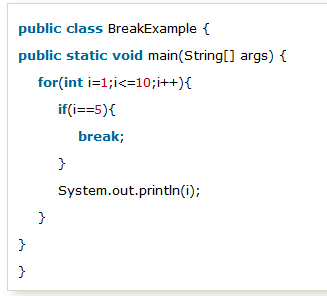 public class BreakExample {
public static void main(String[] args) {
for(int i=1;i<=10;i++){
if(i==5){
break;
}
System.out.println(i);
}
}
}